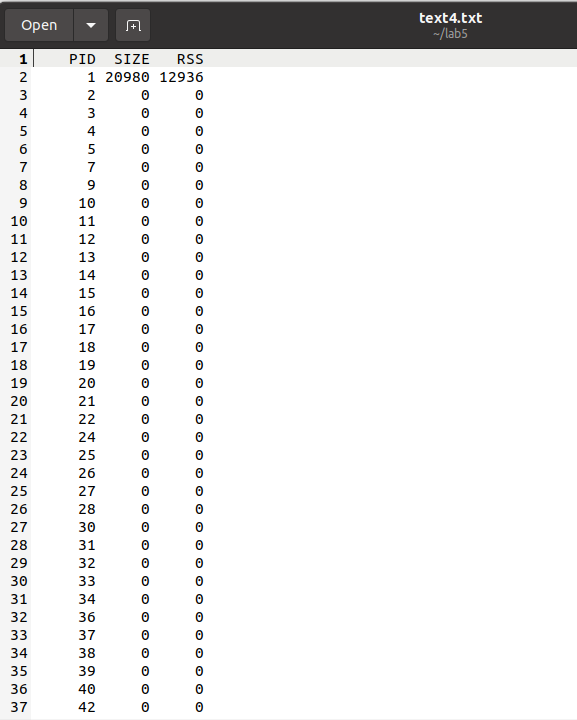 Open
text4.txt
~/lab5
1 PID SIZE RSS
2 1 20980 12936
3 2 0 0
4 3 0 0
5 4 0 0
6 5 0 0
7 7 0 0
8 9 0 0
9 10 0 0
10 11 0 0
11 12 0 0
12 13 0 0
13 14 0 0
14 15 0 0
15 16 0 0
16 17 0 0
17 18 0 0
18 19 0 0
19 20 0 0
20 21 0 0
21 22 0 0
22 24 0 0
23 25 0 0
24 26 0 0
25 27 0 0
26 28 0 0
27 30 0 0
28 31 0 0
29 32 0 0
30 33 0 0
31 34 0 0
32 36 0 0
33 37 0 0
34 38 0 0
35 39 0 0
36 40 0 0
37 42 0 0